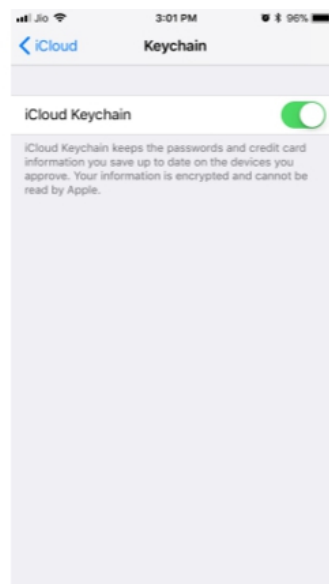 Jio 3:01 PM 96%
iCloud Keychain
iCloud Keychain
iCloud Keychain keeps the passwords and credit card
information you save up to date on the devices you
approve. Your information is encrypted and cannot be
read by Apple.